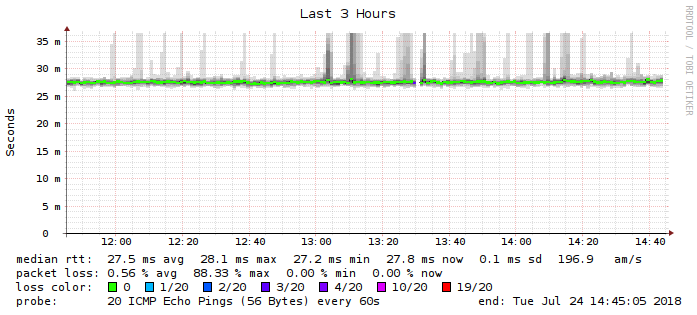 Last 3 Hours
RRDTOOL / TOBI OETIKER
Seconds
35 m
30 m
25 m
20 m
15 m
10 m
5 m
0
12:00 12:20 12:40 13:00 13:20 13:40 14:00 14:20 14:40
median rtt: 27.5 ms avg 28.1 ms max 27.2 ms min 27.8 ms now 0.1 ms sd 196.9 am/s
packet loss: 0.56 % avg 88.33 % max 0.00 % min 0.00 % now
loss color: 0 1/20 2/20 3/20 4/20 10/20 19/20
probe: 20 ICMP Echo Pings (56 Bytes) every 60s end: Tue Jul 24 14:45:05 2018